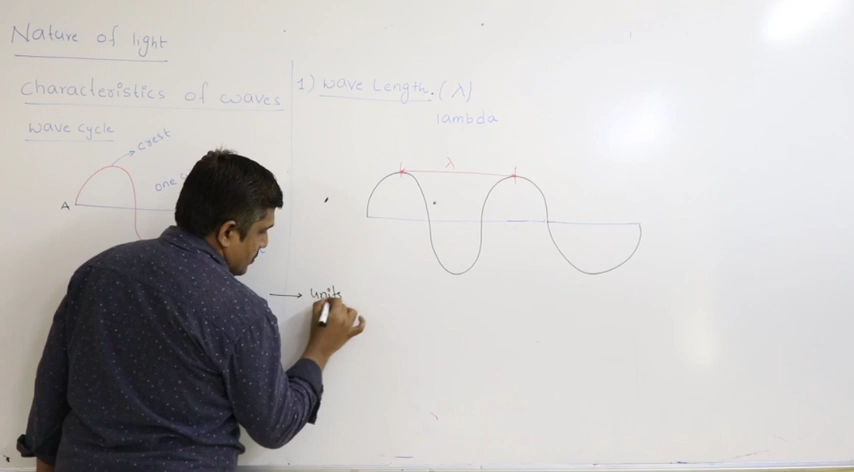 Nature of light
Characteristics of waves
Wave cycle
crest
one
A
1) Wave Length. (λ)
lambda
λ
→ units